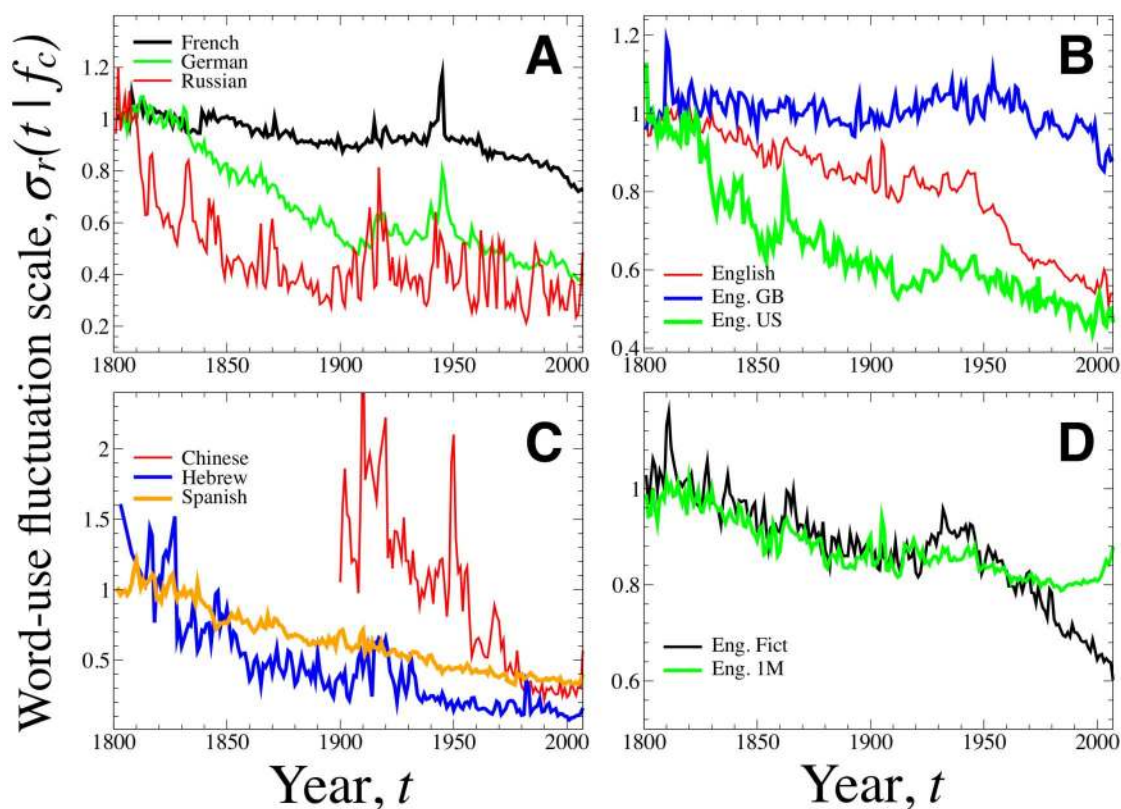 Word-use fluctuation scale, σr(t | fc)
A
French
German
Russian
1.2
1
0.8
0.6
0.4
0.2
1800 1850 1900 1950 2000
B
English
Eng. GB
Eng. US
1.2
1
0.8
0.6
0.4
1800 1850 1900 1950 2000
C
Chinese
Hebrew
Spanish
2
1.5
1
0.5
1800 1850 1900 1950 2000
D
Eng. Fict
Eng. 1M
1
0.8
0.6
1800 1850 1900 1950 2000
Year, t
Year, t